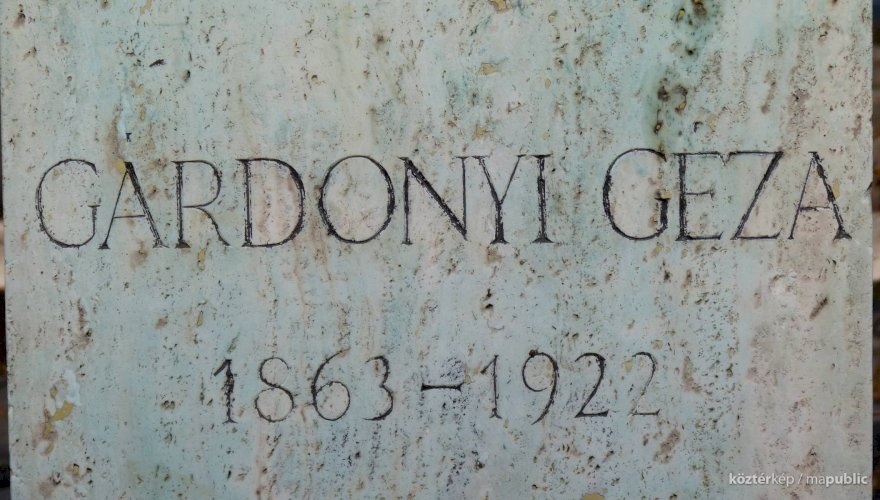 GÁRDONYI GÉZA
1863-1922
köztérkép / mapublic